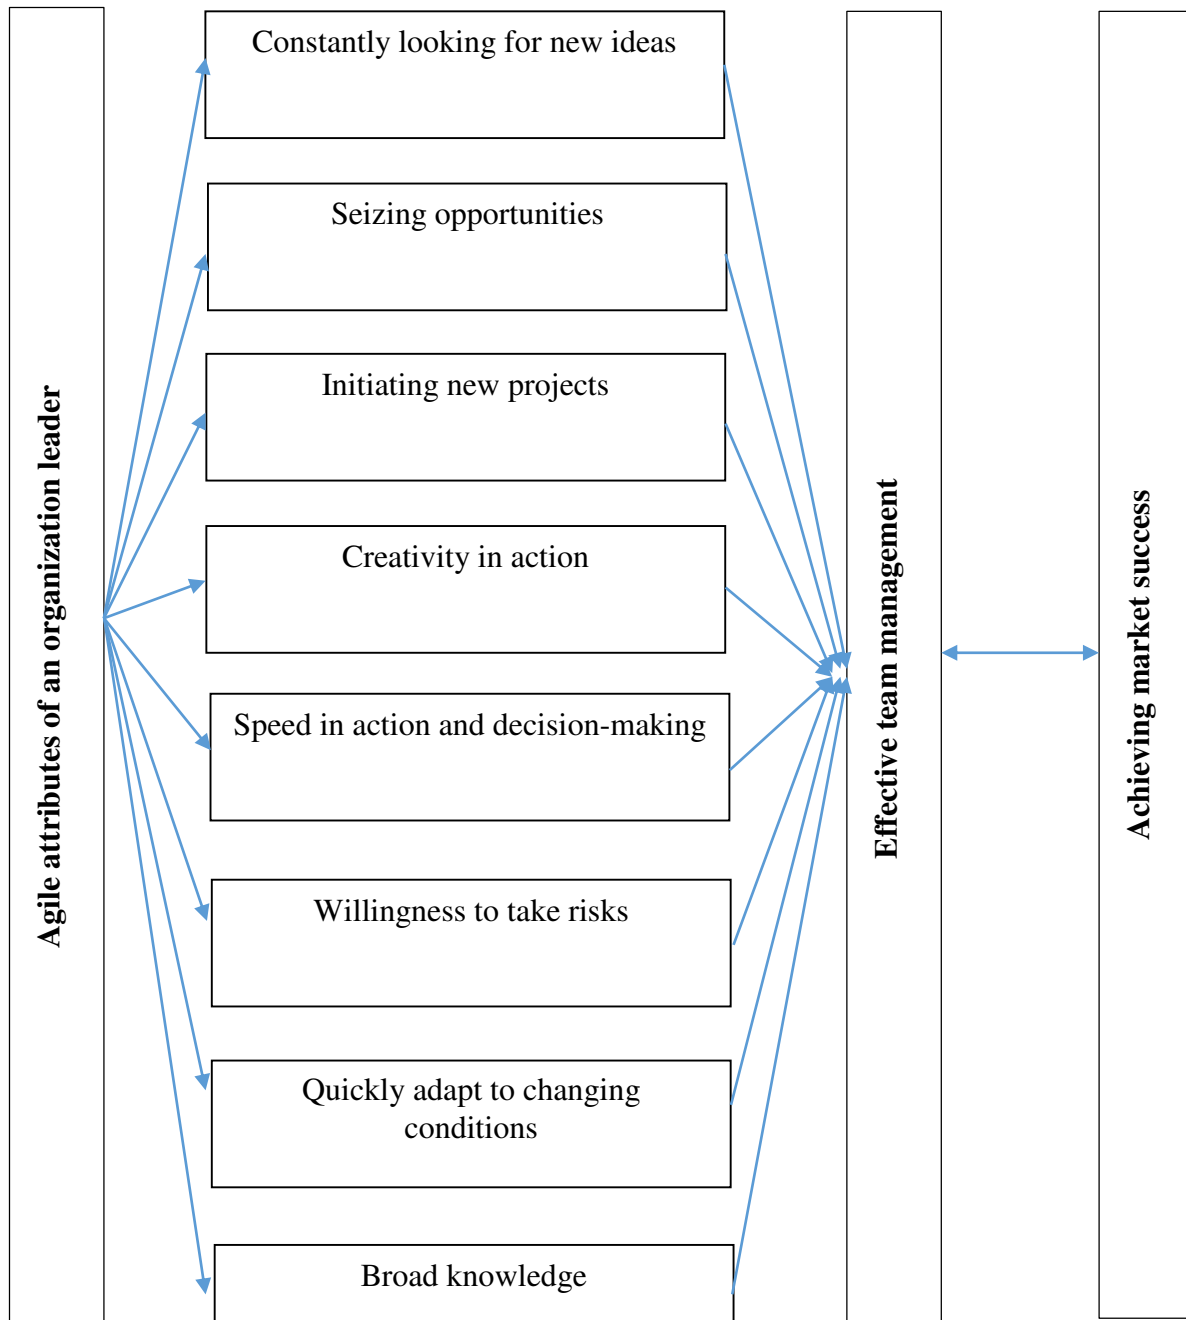 Agile attributes of an organization leader
Constantly looking for new ideas
Seizing opportunities
Initiating new projects
Creativity in action
Speed in action and decision-making
Willingness to take risks
Quickly adapt to changing
conditions
Broad knowledge
Effective team management
Achieving market success